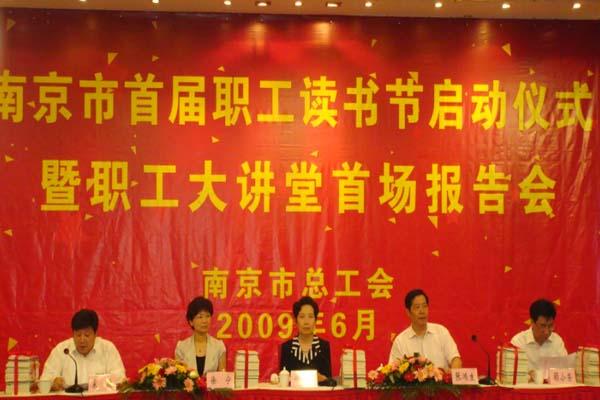 南京市首届职工读书节启动仪式
暨职工大讲堂首场报告会
南京市总工会
2009年6月